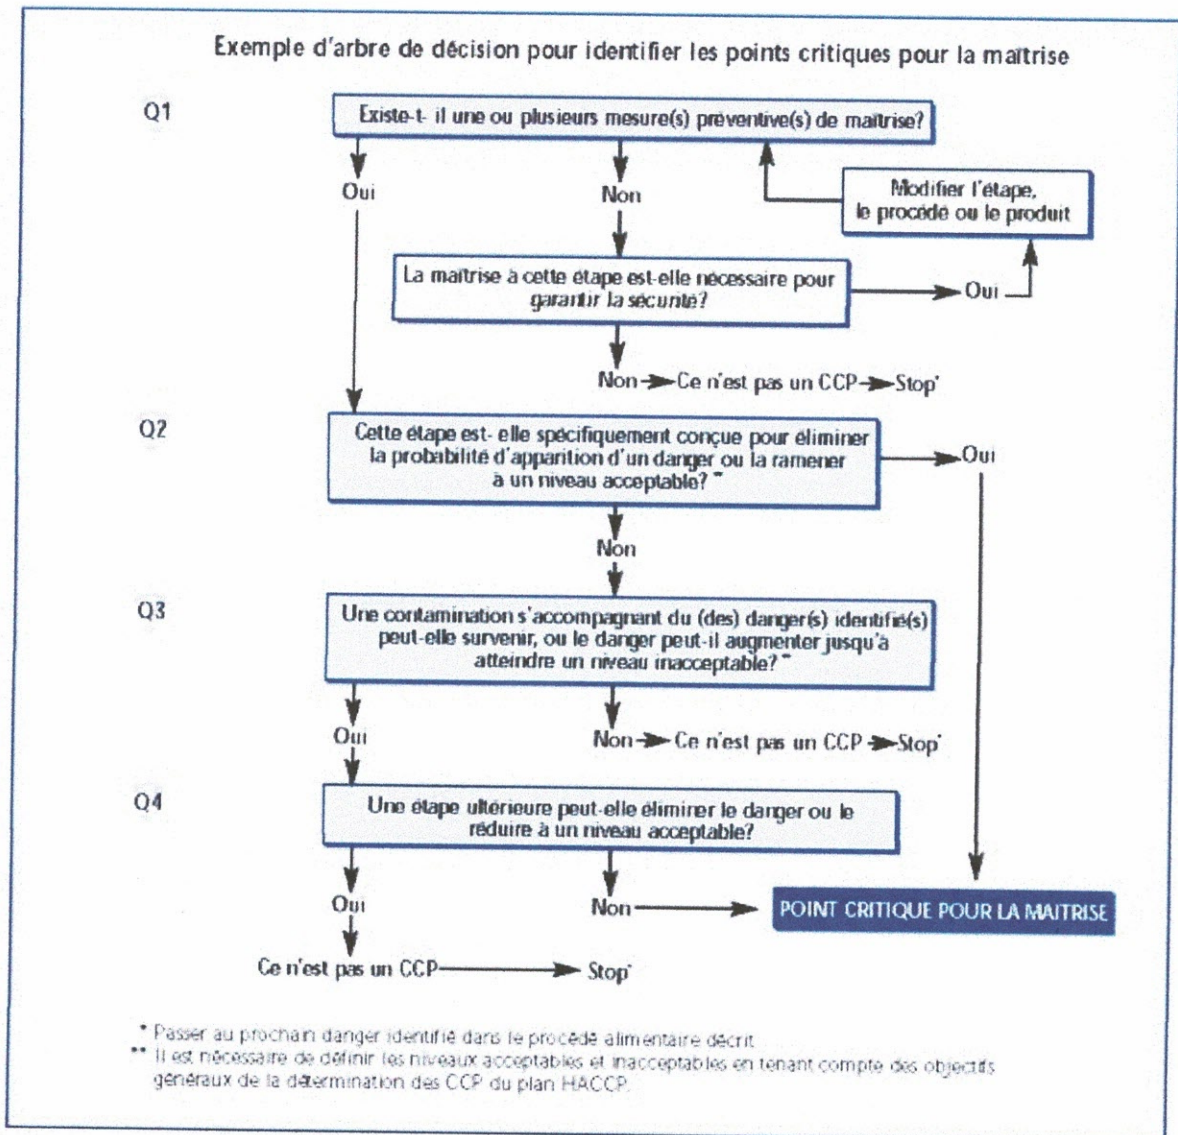 Exemple d'arbre de décision pour identifier les points critiques pour la maîtrise
Q1
Existe-t- il une ou plusieurs mesure(s) préventive(s) de maîtrise?
Oui
Non
Modifier l'étape,
le procédé ou le produit
La maîtrise à cette étape est-elle nécessaire pour
garantir la sécurité?
Oui
Non
Ce n'est pas un CCP
Stop*
Q2
Cette étape est- elle spécifiquement conçue pour éliminer
la probabilité d'apparition d'un danger ou la ramener
à un niveau acceptable? **
Oui
Non
Q3
Une contamination s'accompagnant du (des) danger(s) identifié(s)
peut-elle survenir, ou le danger peut-il augmenter jusqu'à
atteindre un niveau inacceptable? **
Oui
Non
Ce n'est pas un CCP
Stop*
Q4
Une étape ultérieure peut-elle éliminer le danger ou le
réduire à un niveau acceptable?
Oui
Non
POINT CRITIQUE POUR LA MAITRISE
Ce n'est pas un CCP
Stop*
* Passer au prochain danger identifié dans le procédé alimentaire décrit
** Il est nécessaire de définir les niveaux acceptables et inacceptables en tenant compte des objectifs
généraux de la détermination des CCP du plan HACCP.